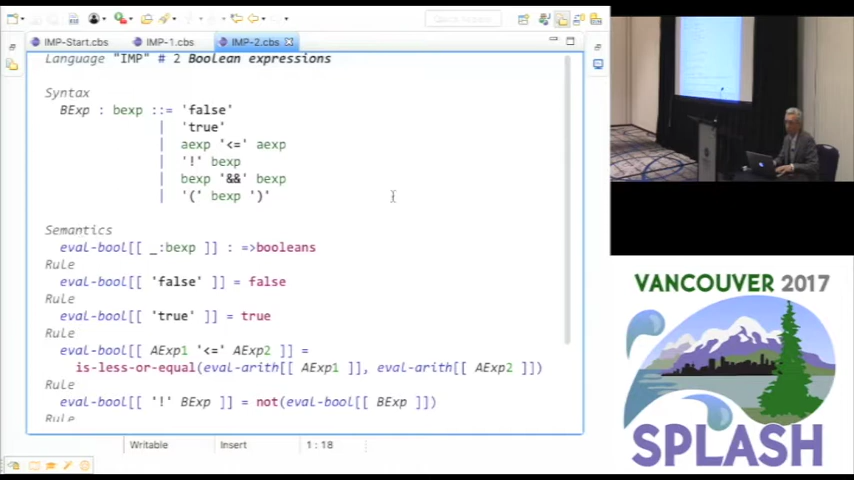 IMP-Start.cbs IMP-1.cbs IMP-2.cbs
Language "IMP" # 2 Boolean expressions
Syntax
BExp : bexp ::= 'false'
| 'true'
| aexp '<=' aexp
| '!' bexp
| bexp '&&' bexp
| '(' bexp ')'
Semantics
eval-bool[[ _:bexp ]] : =>booleans
Rule
eval-bool[[ 'false' ]] = false
Rule
eval-bool[[ 'true' ]] = true
Rule
eval-bool[[ AExp1 '<=' AExp2 ]] =
is-less-or-equal(eval-arith[[ AExp1 ]], eval-arith[[ AExp2 ]])
Rule
eval-bool[[ '!' BExp ]] = not(eval-bool[[ BExp ]])
Rule
Writable Insert 1 : 18
VANCOUVER 2017
SPLASH